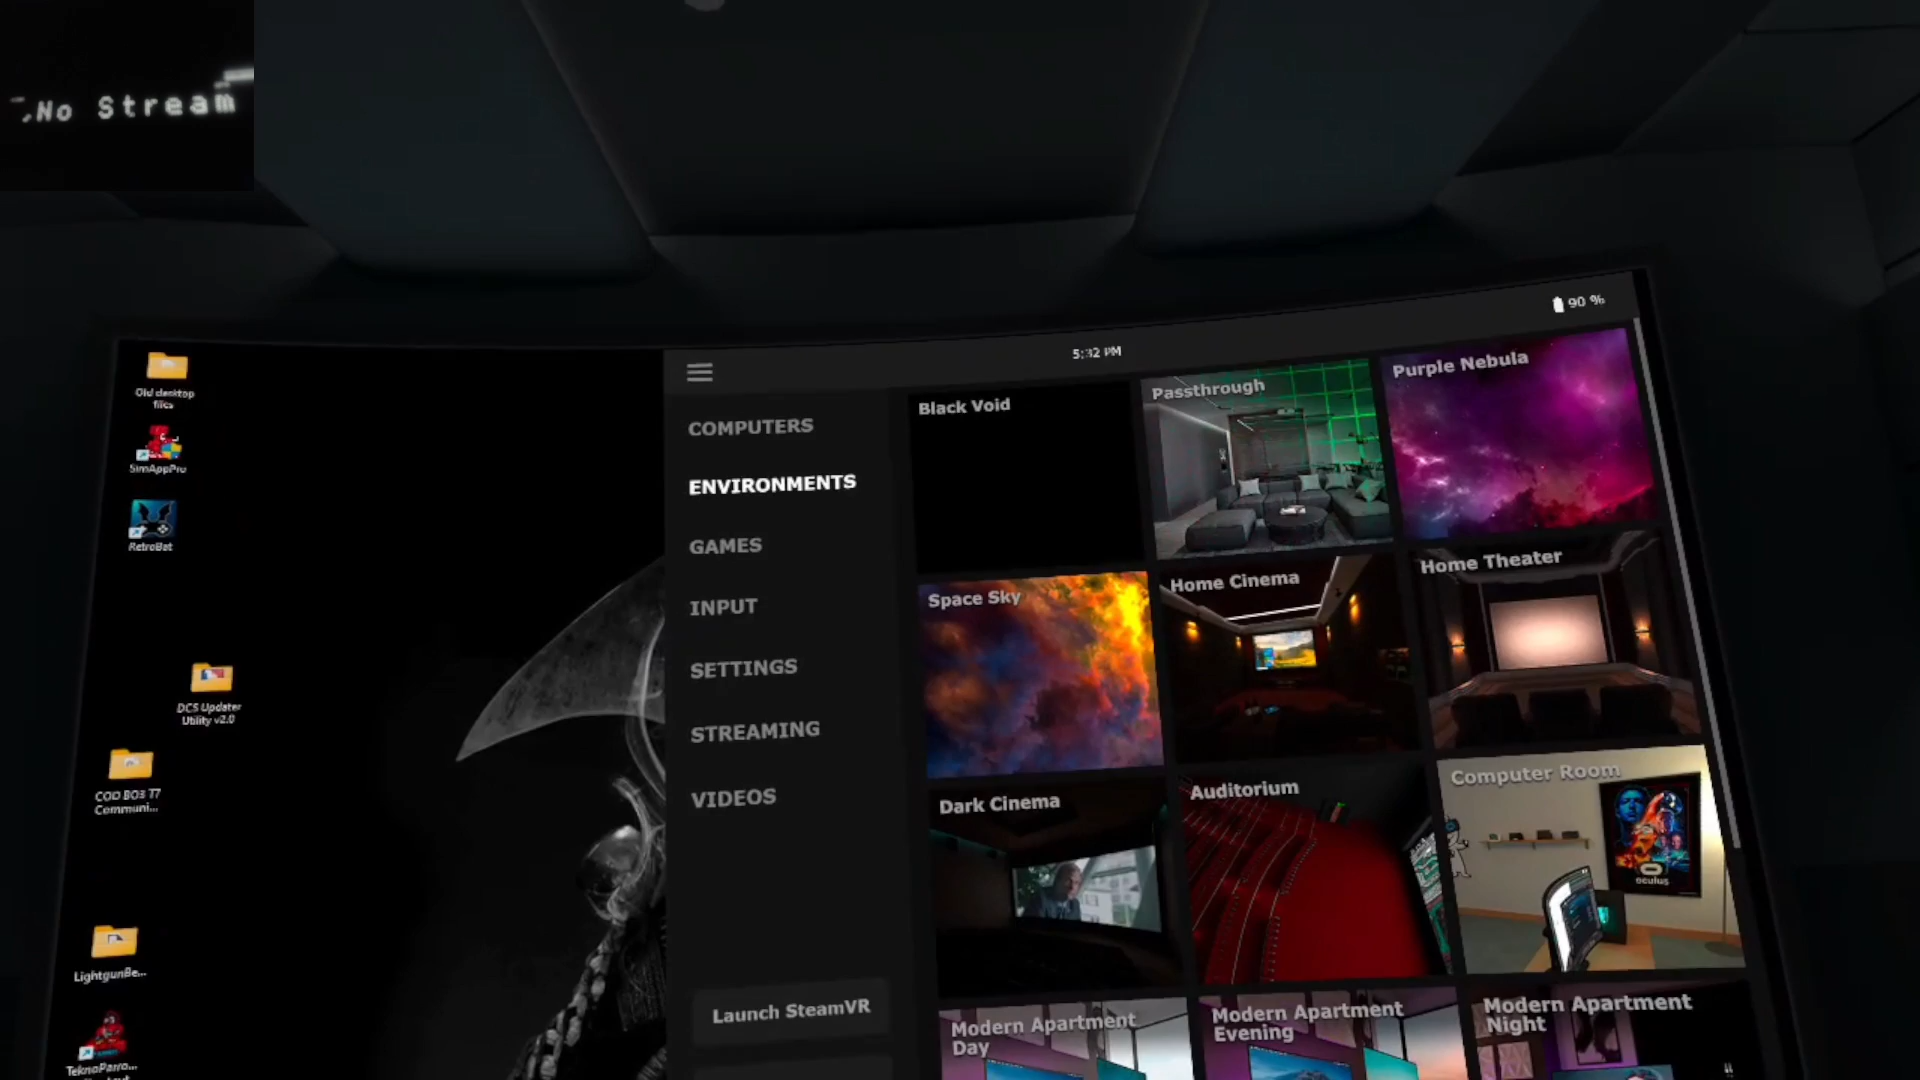 No Stream
90 %
5:32 PM
Old desktop
files
SimAppPro
RetroBat
DCS Updater
Utility v2.0
COD BO3 T7
Communi...
LightgunBe...
TeknoParro...
COMPUTERS
ENVIRONMENTS
GAMES
INPUT
SETTINGS
STREAMING
VIDEOS
Launch SteamVR
Black Void
Passthrough
Purple Nebula
Space Sky
Home Cinema
Home Theater
Dark Cinema
Auditorium
Computer Room
oculus
Modern Apartment
Day
Modern Apartment
Evening
Modern Apartment
Night